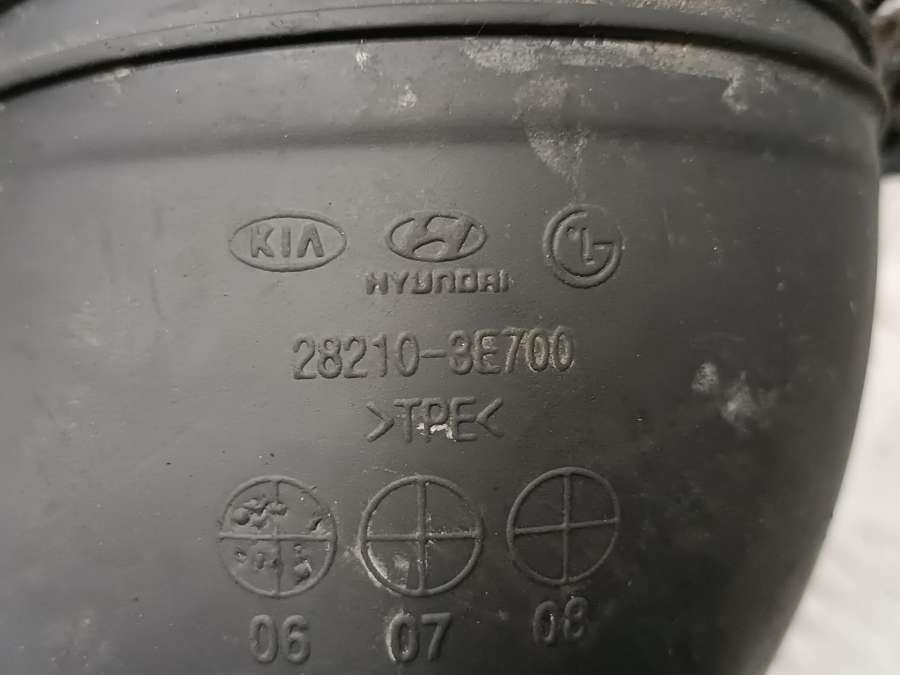 KIA
HYUNDAI
28210-3E700
>TPE<
06 07 08